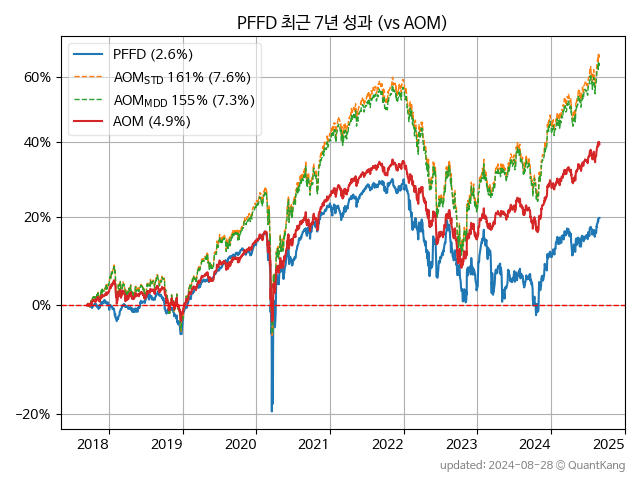 PFFD 최근 7년 성과 (vs AOM)
PFFD (2.6%)
AOM_STD 161% (7.6%)
AOM_MDD 155% (7.3%)
AOM (4.9%)
60%
40%
20%
0%
−20%
2018 2019 2020 2021 2022 2023 2024 2025
updated: 2024-08-28 © QuantKang